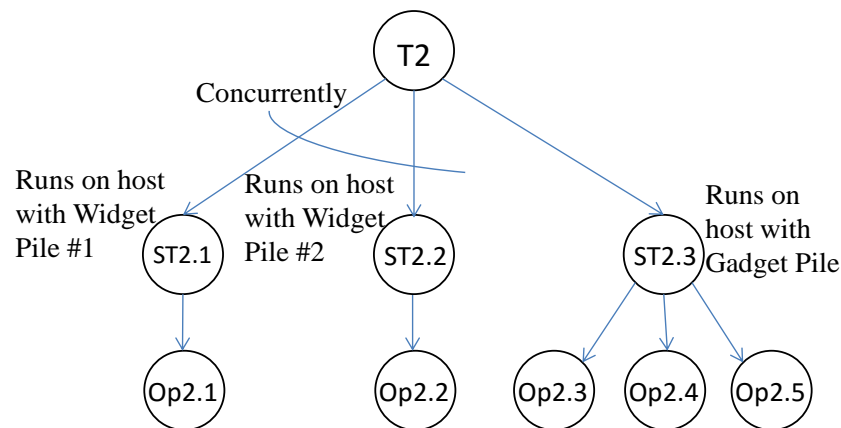 T2
Concurrently
Runs on host
with Widget
Pile #1
Runs on host
with Widget
Pile #2
Runs on
host with
Gadget Pile
ST2.1
ST2.2
ST2.3
Op2.1
Op2.2
Op2.3
Op2.4
Op2.5